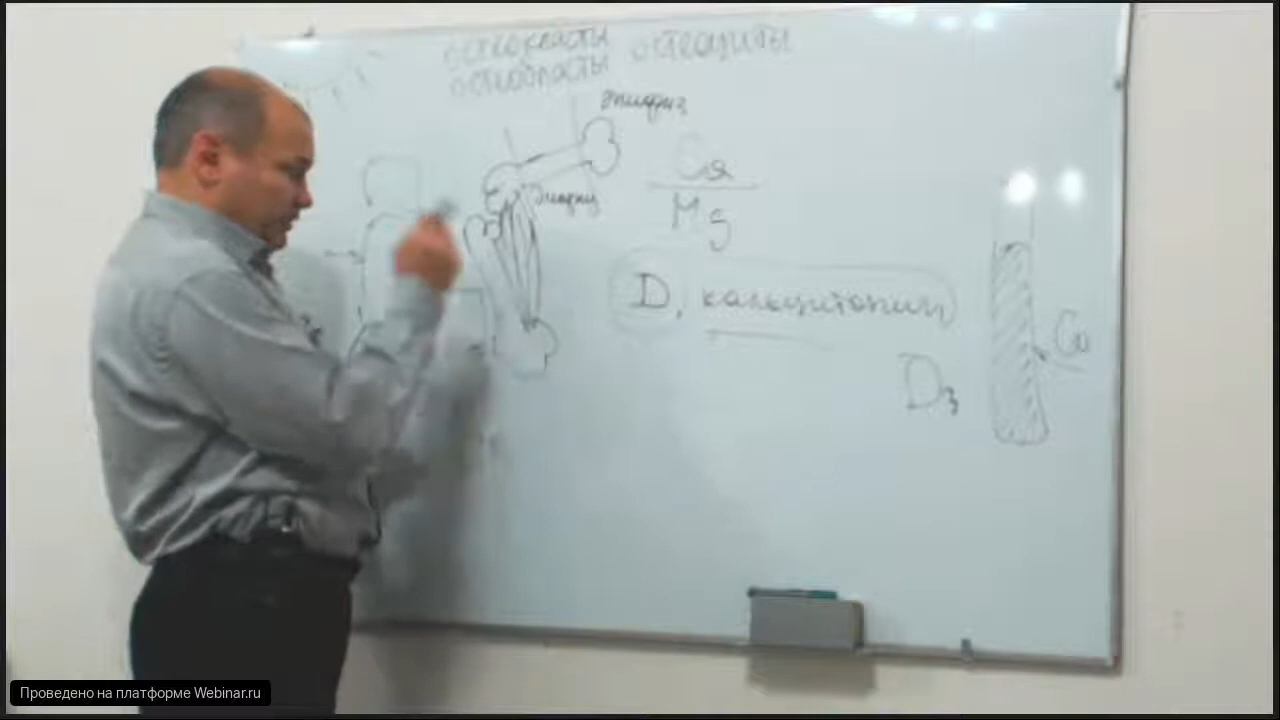 остеокласты остеоциты
остеобласты
Эпифиз
Ca
Mg
D, кальцитонин
Ca
D3
Проведено на платформе Webinar.ru